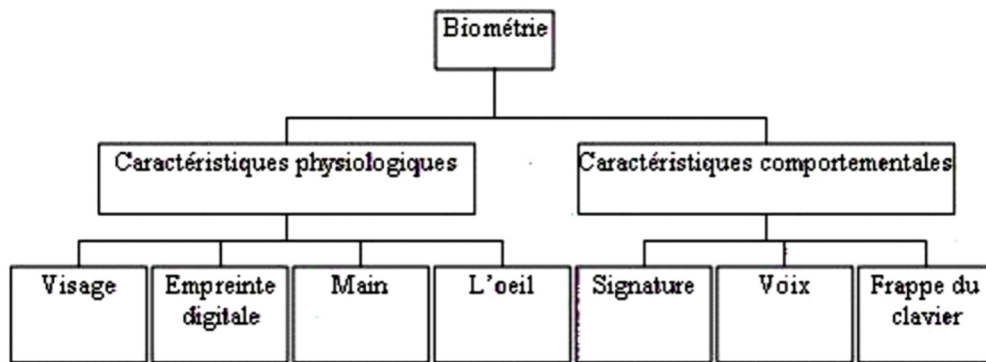 Biométrie
Caractéristiques physiologiques
Caractéristiques comportementales
Visage
Empreinte
digitale
Main
L'oeil
Signature
Voix
Frappe du
clavier